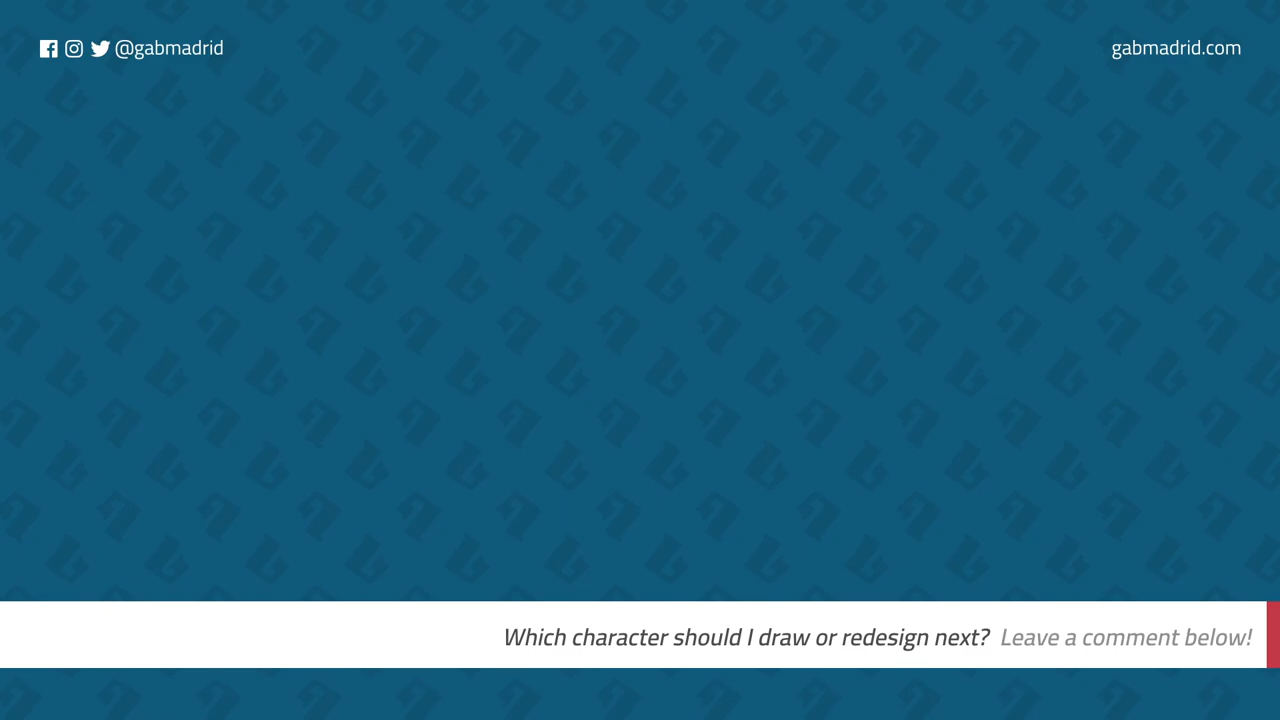 @gabmadrid
gabmadrid.com
Which character should I draw or redesign next? Leave a comment below!